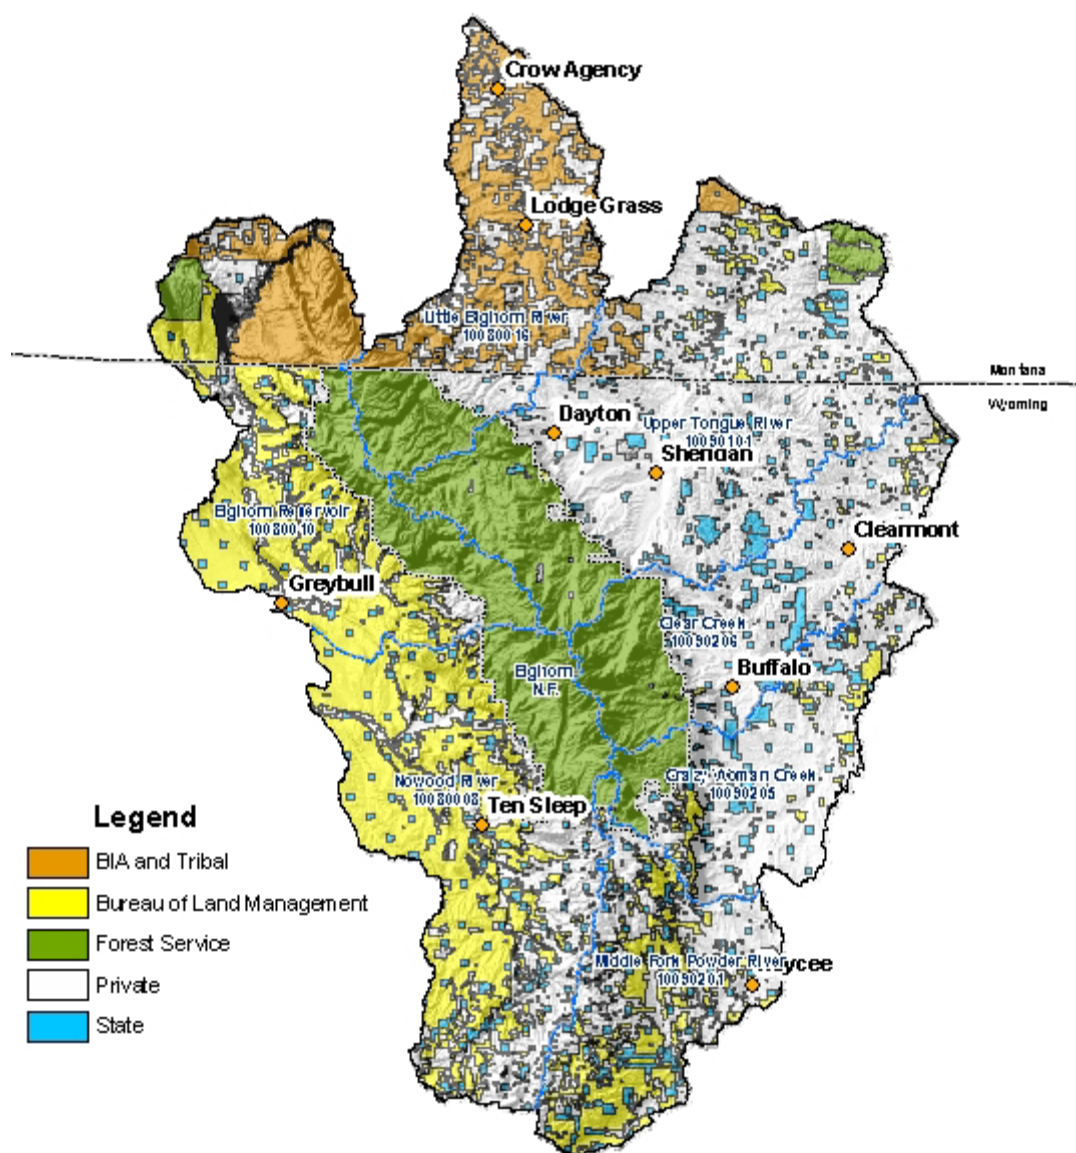 Crow Agency
Lodge Grass
Little Bighorn River
10080016
Montana
Wyoming
Dayton
Upper Tongue River
10090101
Sheridan
Bighorn Reservoir
10080010
Clearmont
Greybull
Clear Creek
10090206
Bighorn
N.F.
Buffalo
Nowood River
10080008
Crazy Woman Creek
10090205
Ten Sleep
Middle Fork Powder River
10090201
ycee
Legend
BIA and Tribal
Bureau of Land Management
Forest Service
Private
State